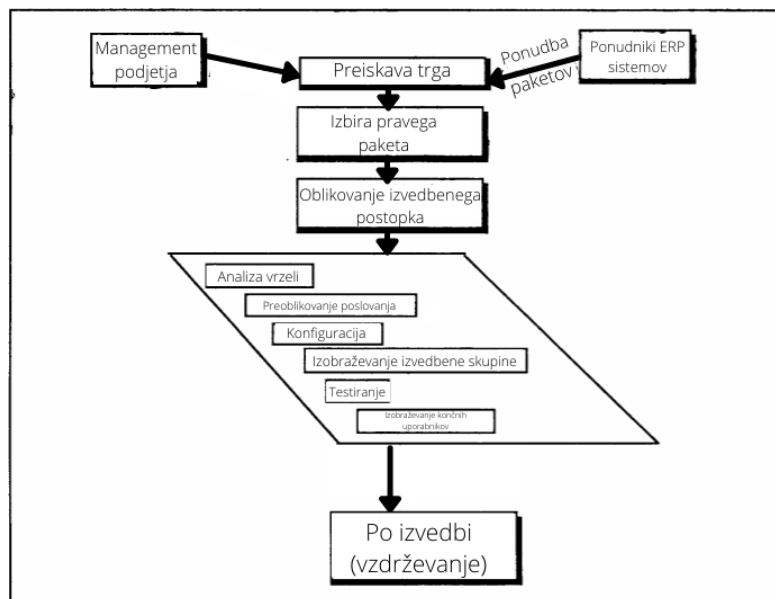 Management
podjetja
Preiskava trga
Ponudba
paketov
Ponudniki ERP
sistemov
Izbira pravega
paketa
Oblikovanje izvedbenega
postopka
Analiza vrzeli
Preoblikovanje poslovanja
Konfiguracija
Izobraževanje izvedbene skupine
Testiranje
Izobraževanje končnih
uporabnikov
Po izvedbi
(vzdrževanje)